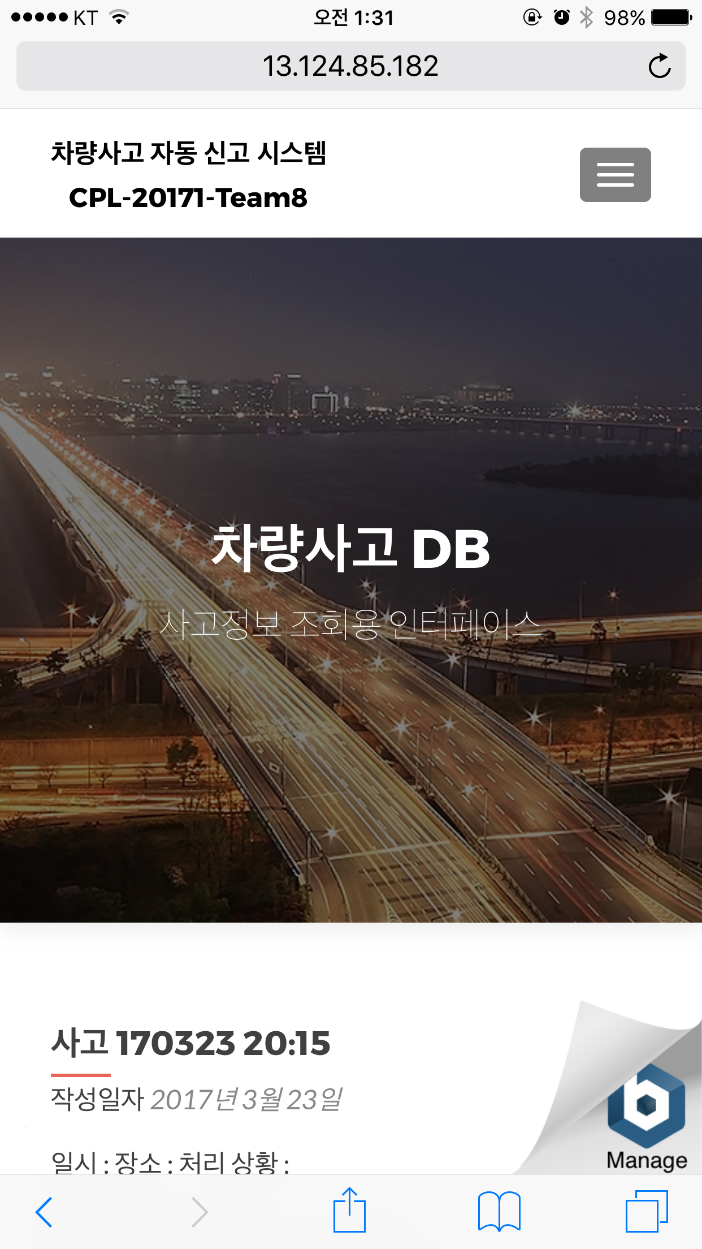 KT 오전 1:31 98%
13.124.85.182
차량사고 자동 신고 시스템
CPL-20171-Team8
차량사고 DB
사고정보 조회용 인터페이스
사고 170323 20:15
작성일자 2017년 3월 23일
일시 : 장소 : 처리 상황 :
Manage